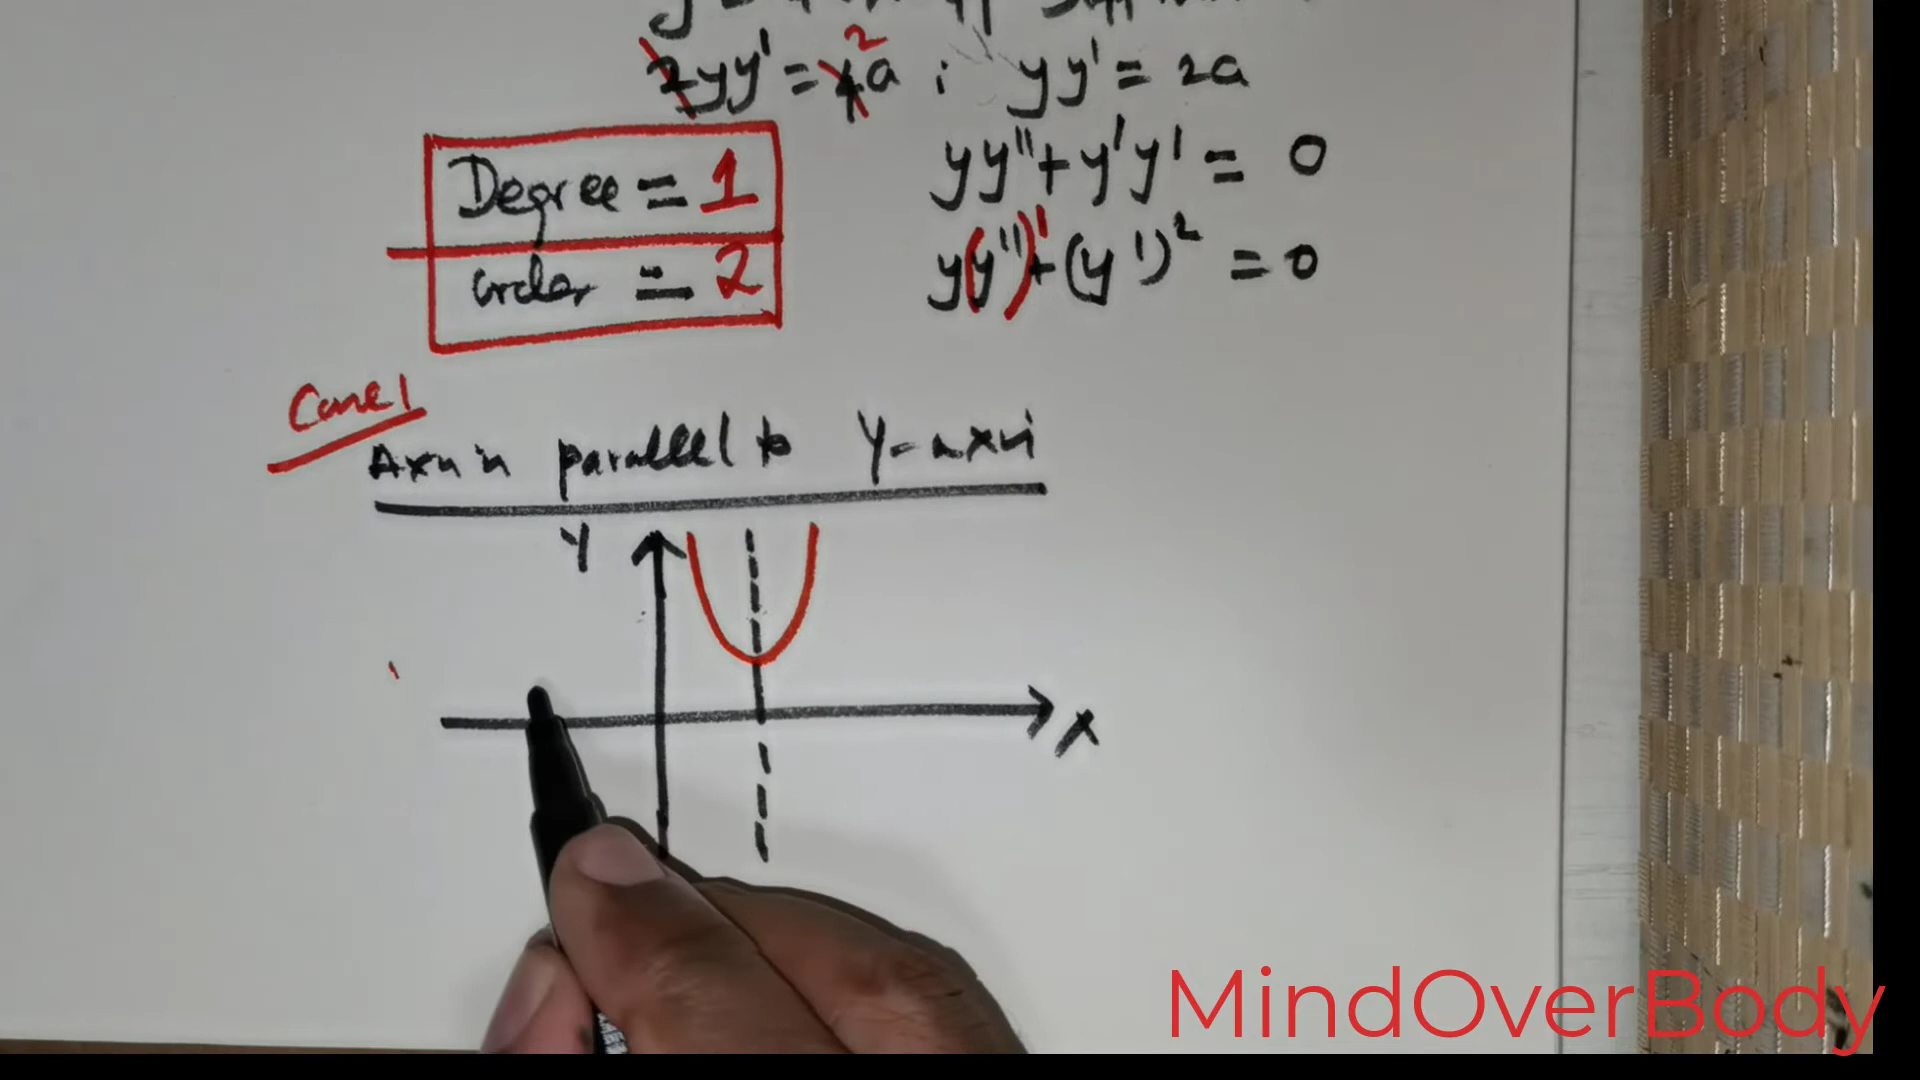 2yy' = 4a 2 ; yy' = 2a
yy'' + y'y' = 0
Degree = 1
y(y'')' + (y')² = 0
order = 2
Case 1
Axis is parallel to Y-axis
Y
X
MindOverBody